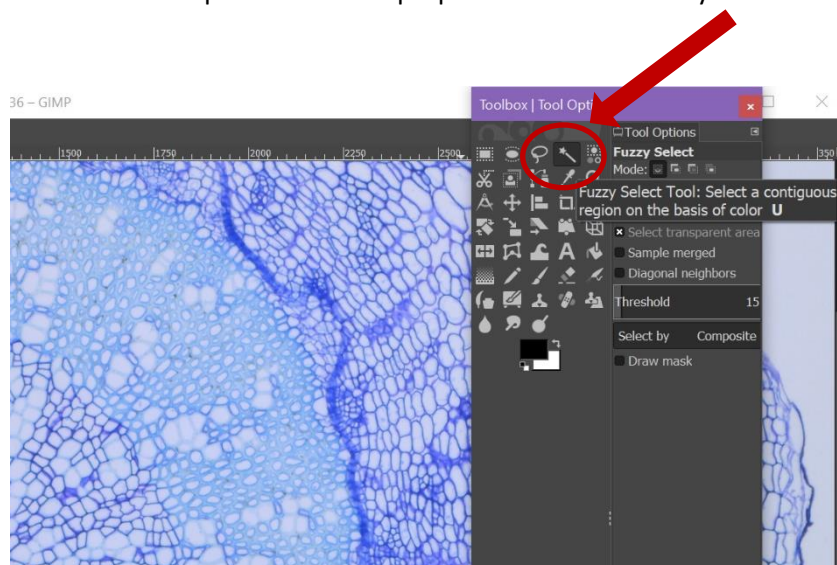 36 – GIMP
Toolbox | Tool Opti
1500 1750 2000 2250 2500 350
Tool Options
Fuzzy Select
Mode:
Fuzzy Select Tool: Select a contiguous
region on the basis of color U
Select transparent area
Sample merged
Diagonal neighbors
Threshold 15
Select by Composite
Draw mask